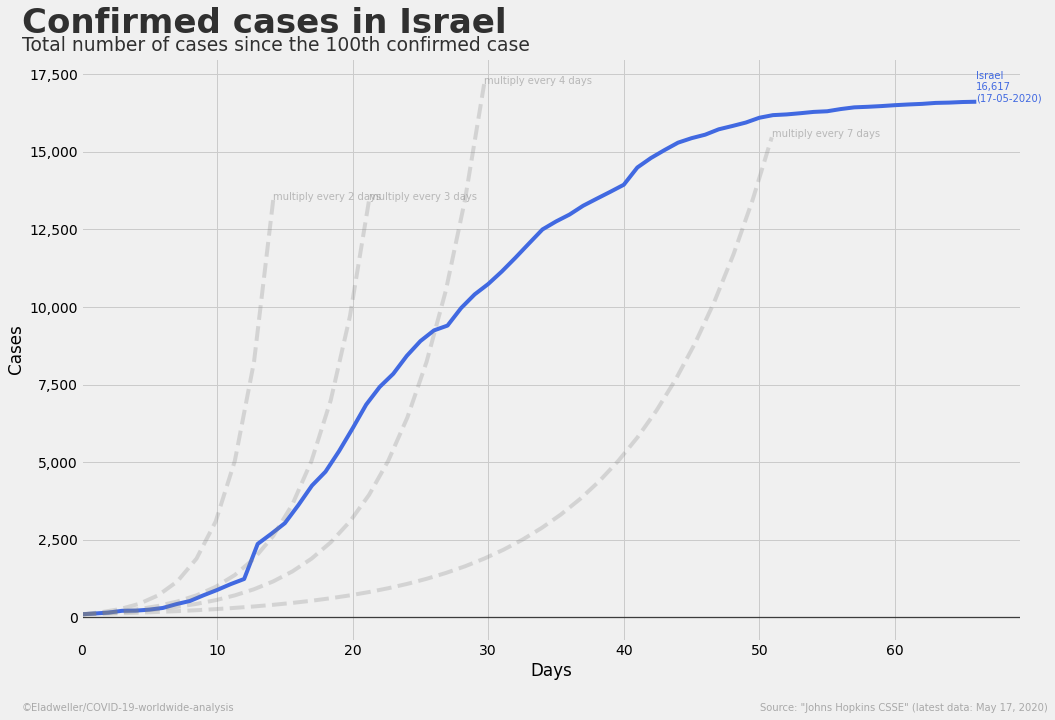 Confirmed cases in Israel
Total number of cases since the 100th confirmed case
17,500
15,000
12,500
10,000
7,500
5,000
2,500
0
Cases
multiply every 4 days
Israel
16,617
(17-05-2020)
multiply every 7 days
multiply every 2 days
multiply every 3 days
0
10
20
30
40
50
60
Days
©Eladweller/COVID-19-worldwide-analysis
Source: "Johns Hopkins CSSE" (latest data: May 17, 2020)